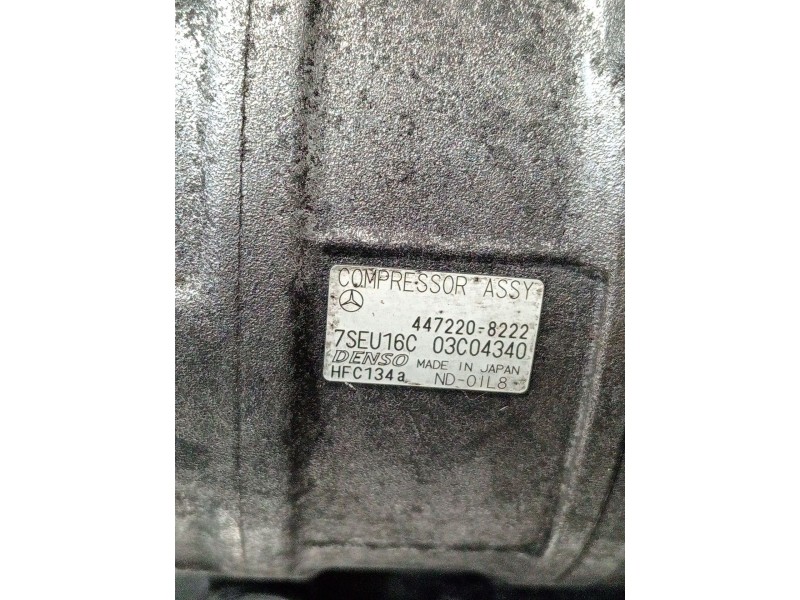 COMPRESSOR ASSY
447220-8222
7SEU16C 03C04340
DENSO MADE IN JAPAN
HFC134a ND-OIL8